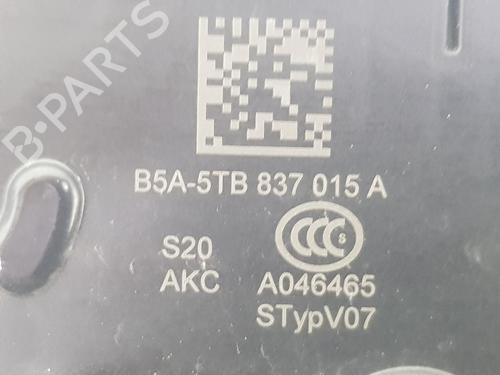 B-PARTS
B5A-5TB 837 015 A
S20
CCC S
AKC A046465
STypV07